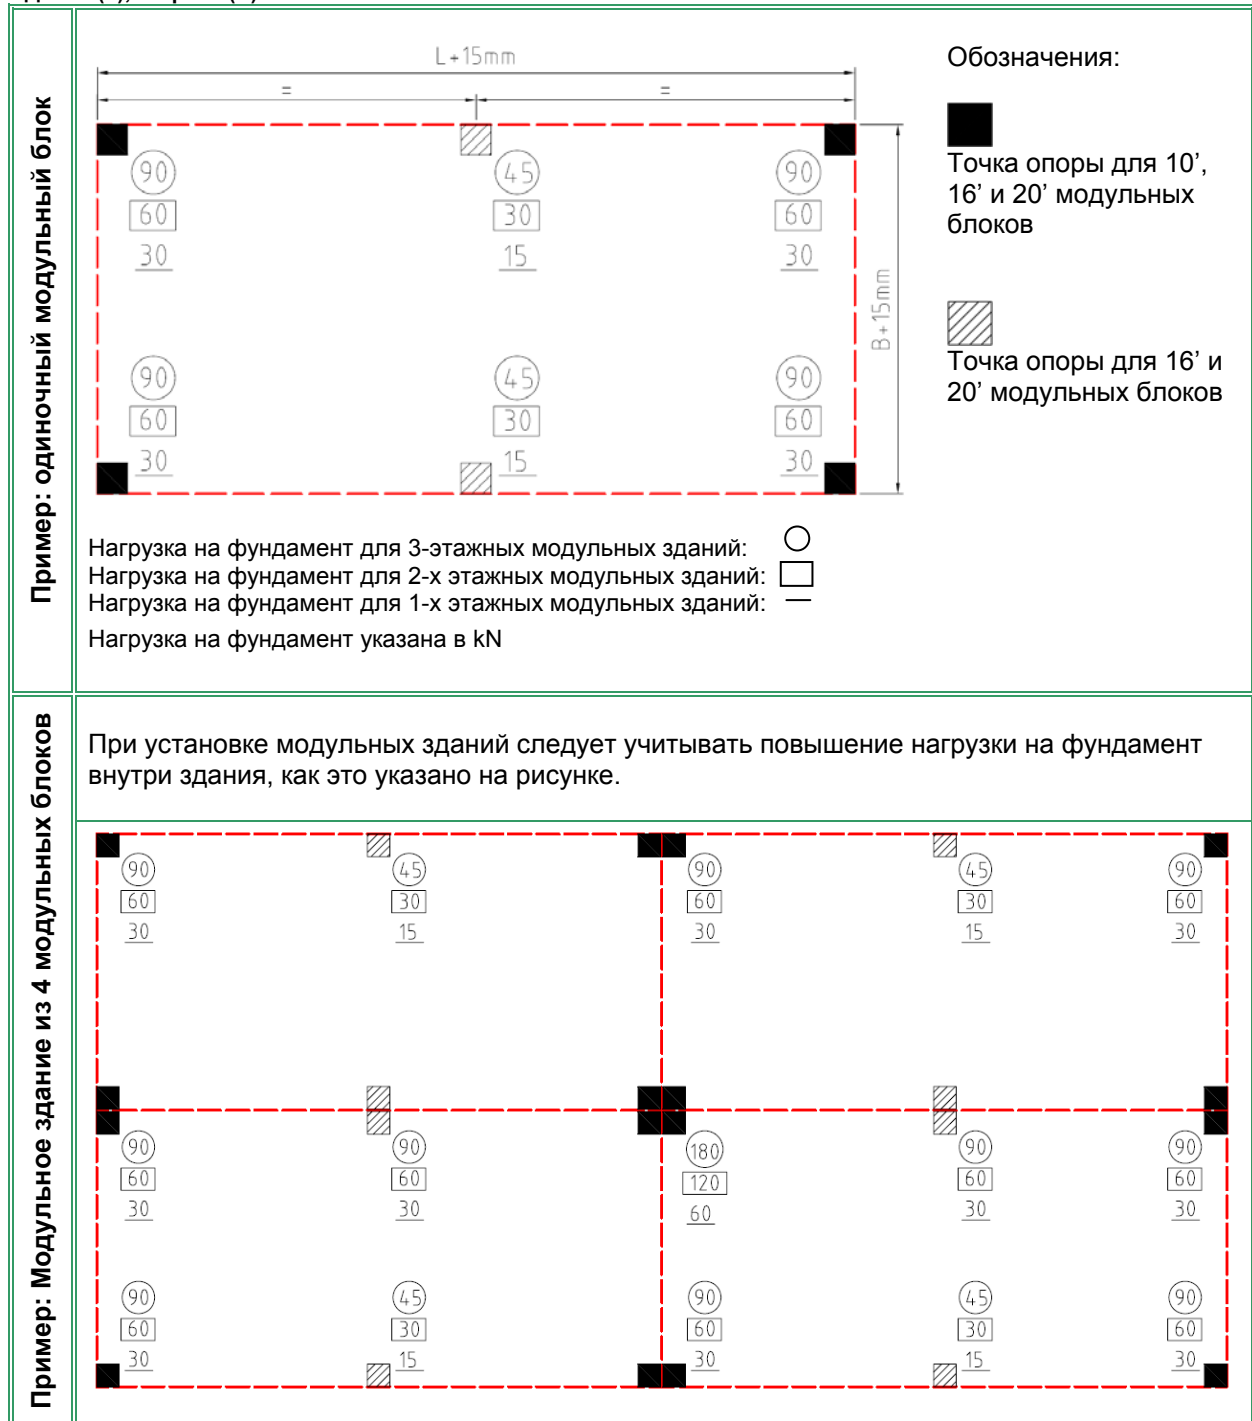 Пример: одиночный модульный блок
L+15mm
= =
B+15mm
90 45 90
60 30 60
30 15 30
90 45 90
60 30 60
30 15 30
Обозначения:
Точка опоры для 10’,
16’ и 20’ модульных
блоков
Точка опоры для 16’ и
20’ модульных блоков
Нагрузка на фундамент для 3-этажных модульных зданий:
Нагрузка на фундамент для 2-х этажных модульных зданий:
Нагрузка на фундамент для 1-х этажных модульных зданий:
Нагрузка на фундамент указана в kN
Пример: Модульное здание из 4 модульных блоков
При установке модульных зданий следует учитывать повышение нагрузки на фундамент
внутри здания, как это указано на рисунке.
90 45 90 45 90
60 30 60 30 60
30 15 30 15 30
90 90 180 90 90
60 60 120 60 60
30 30 60 30 30
90 45 90 45 90
60 30 60 30 60
30 15 30 15 30